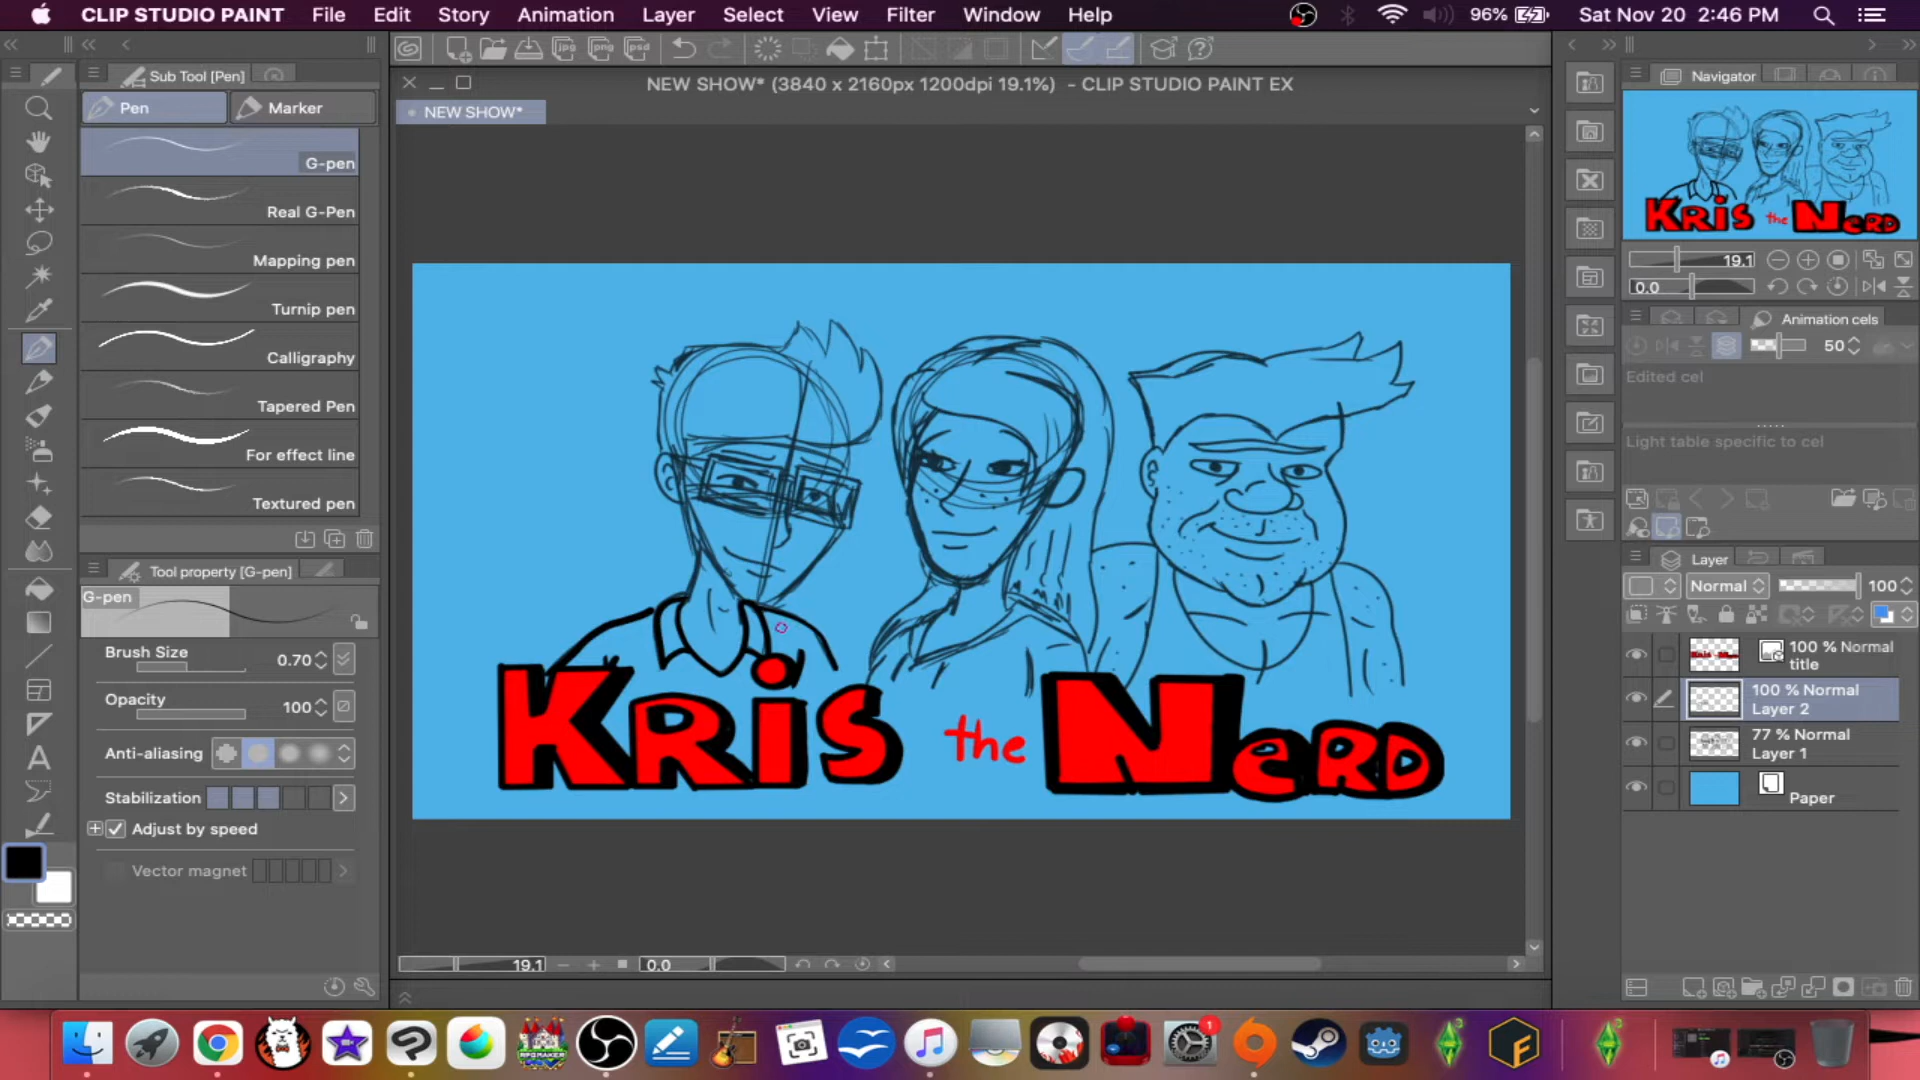 CLIP STUDIO PAINT File Edit Story Animation Layer Select View Filter Window Help 96% Sat Nov 20 2:46 PM
NEW SHOW* (3840 x 2160px 1200dpi 19.1%) - CLIP STUDIO PAINT EX
NEW SHOW*
Sub Tool [Pen]
Pen Marker
G-pen
Real G-Pen
Mapping pen
Turnip pen
Calligraphy
Tapered Pen
For effect line
Textured pen
Tool property [G-pen]
G-pen
Brush Size 0.70
Opacity 100
Anti-aliasing
Stabilization
Adjust by speed
Vector magnet
KRiS the NeRD
19.1 0.0
Navigator
KRiS the NeRD
19.1
0.0
Animation cels
50
Edited cel
Light table specific to cel
Layer
Normal 100
100 % Normal
title
100 % Normal
Layer 2
77 % Normal
Layer 1
Paper
RPGMAKER
1